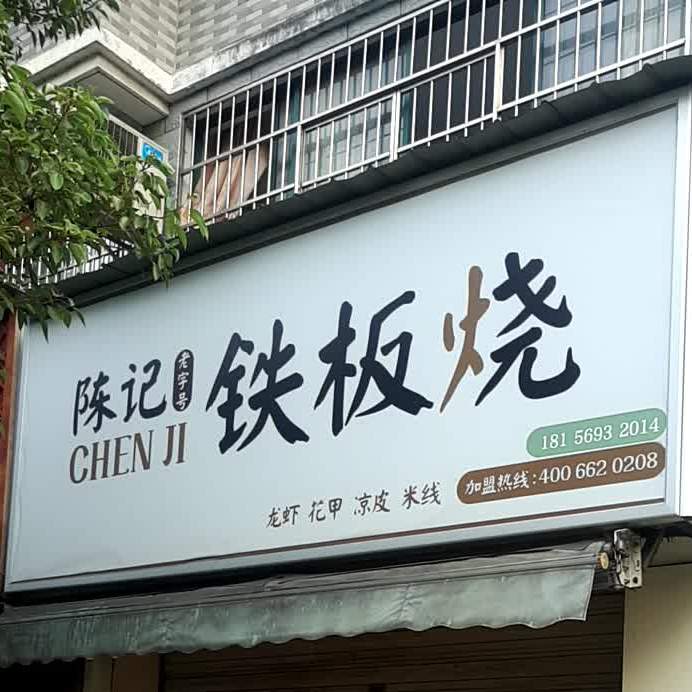 陈记 老字号 铁板烧
CHEN JI
181 5693 2014
加盟热线:400 662 0208
龙虾 花甲 凉皮 米线